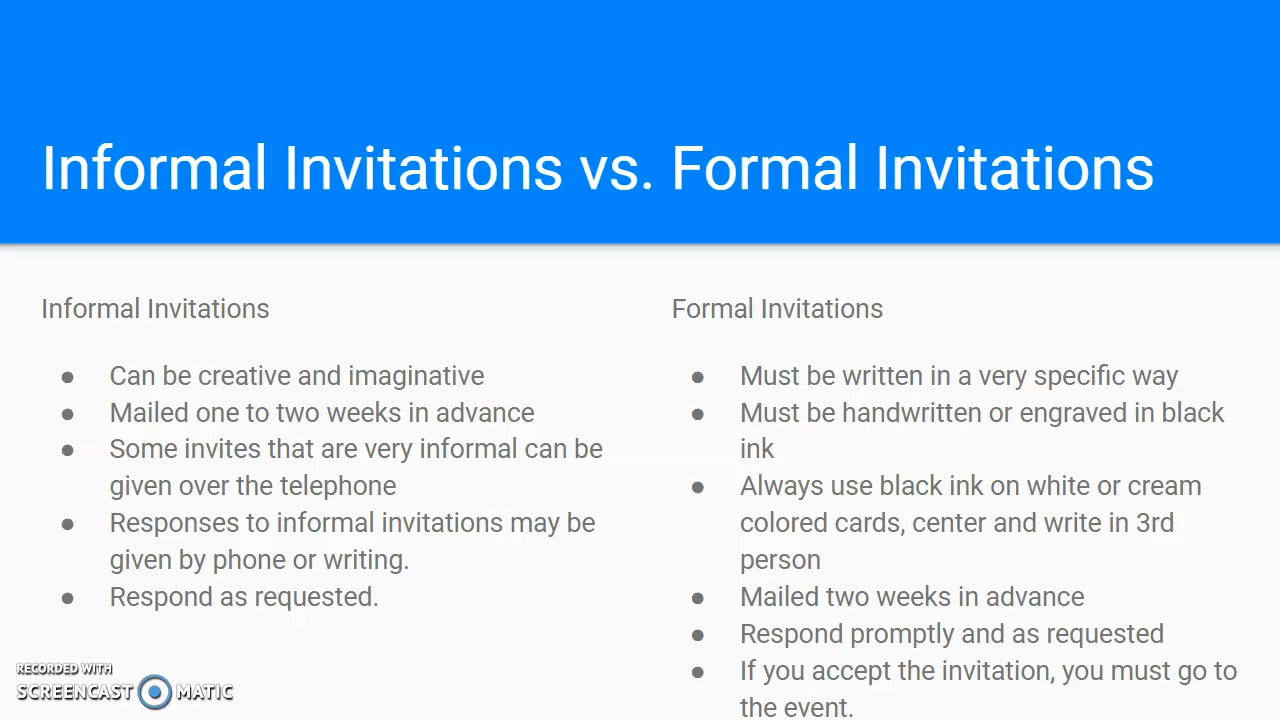 Informal Invitations vs. Formal Invitations
Informal Invitations
● Can be creative and imaginative
● Mailed one to two weeks in advance
● Some invites that are very informal can be
given over the telephone
● Responses to informal invitations may be
given by phone or writing.
● Respond as requested.
Formal Invitations
● Must be written in a very specific way
● Must be handwritten or engraved in black
ink
● Always use black ink on white or cream
colored cards, center and write in 3rd
person
● Mailed two weeks in advance
● Respond promptly and as requested
● If you accept the invitation, you must go to
the event.
RECORDED WITH
SCREENCAST MATIC